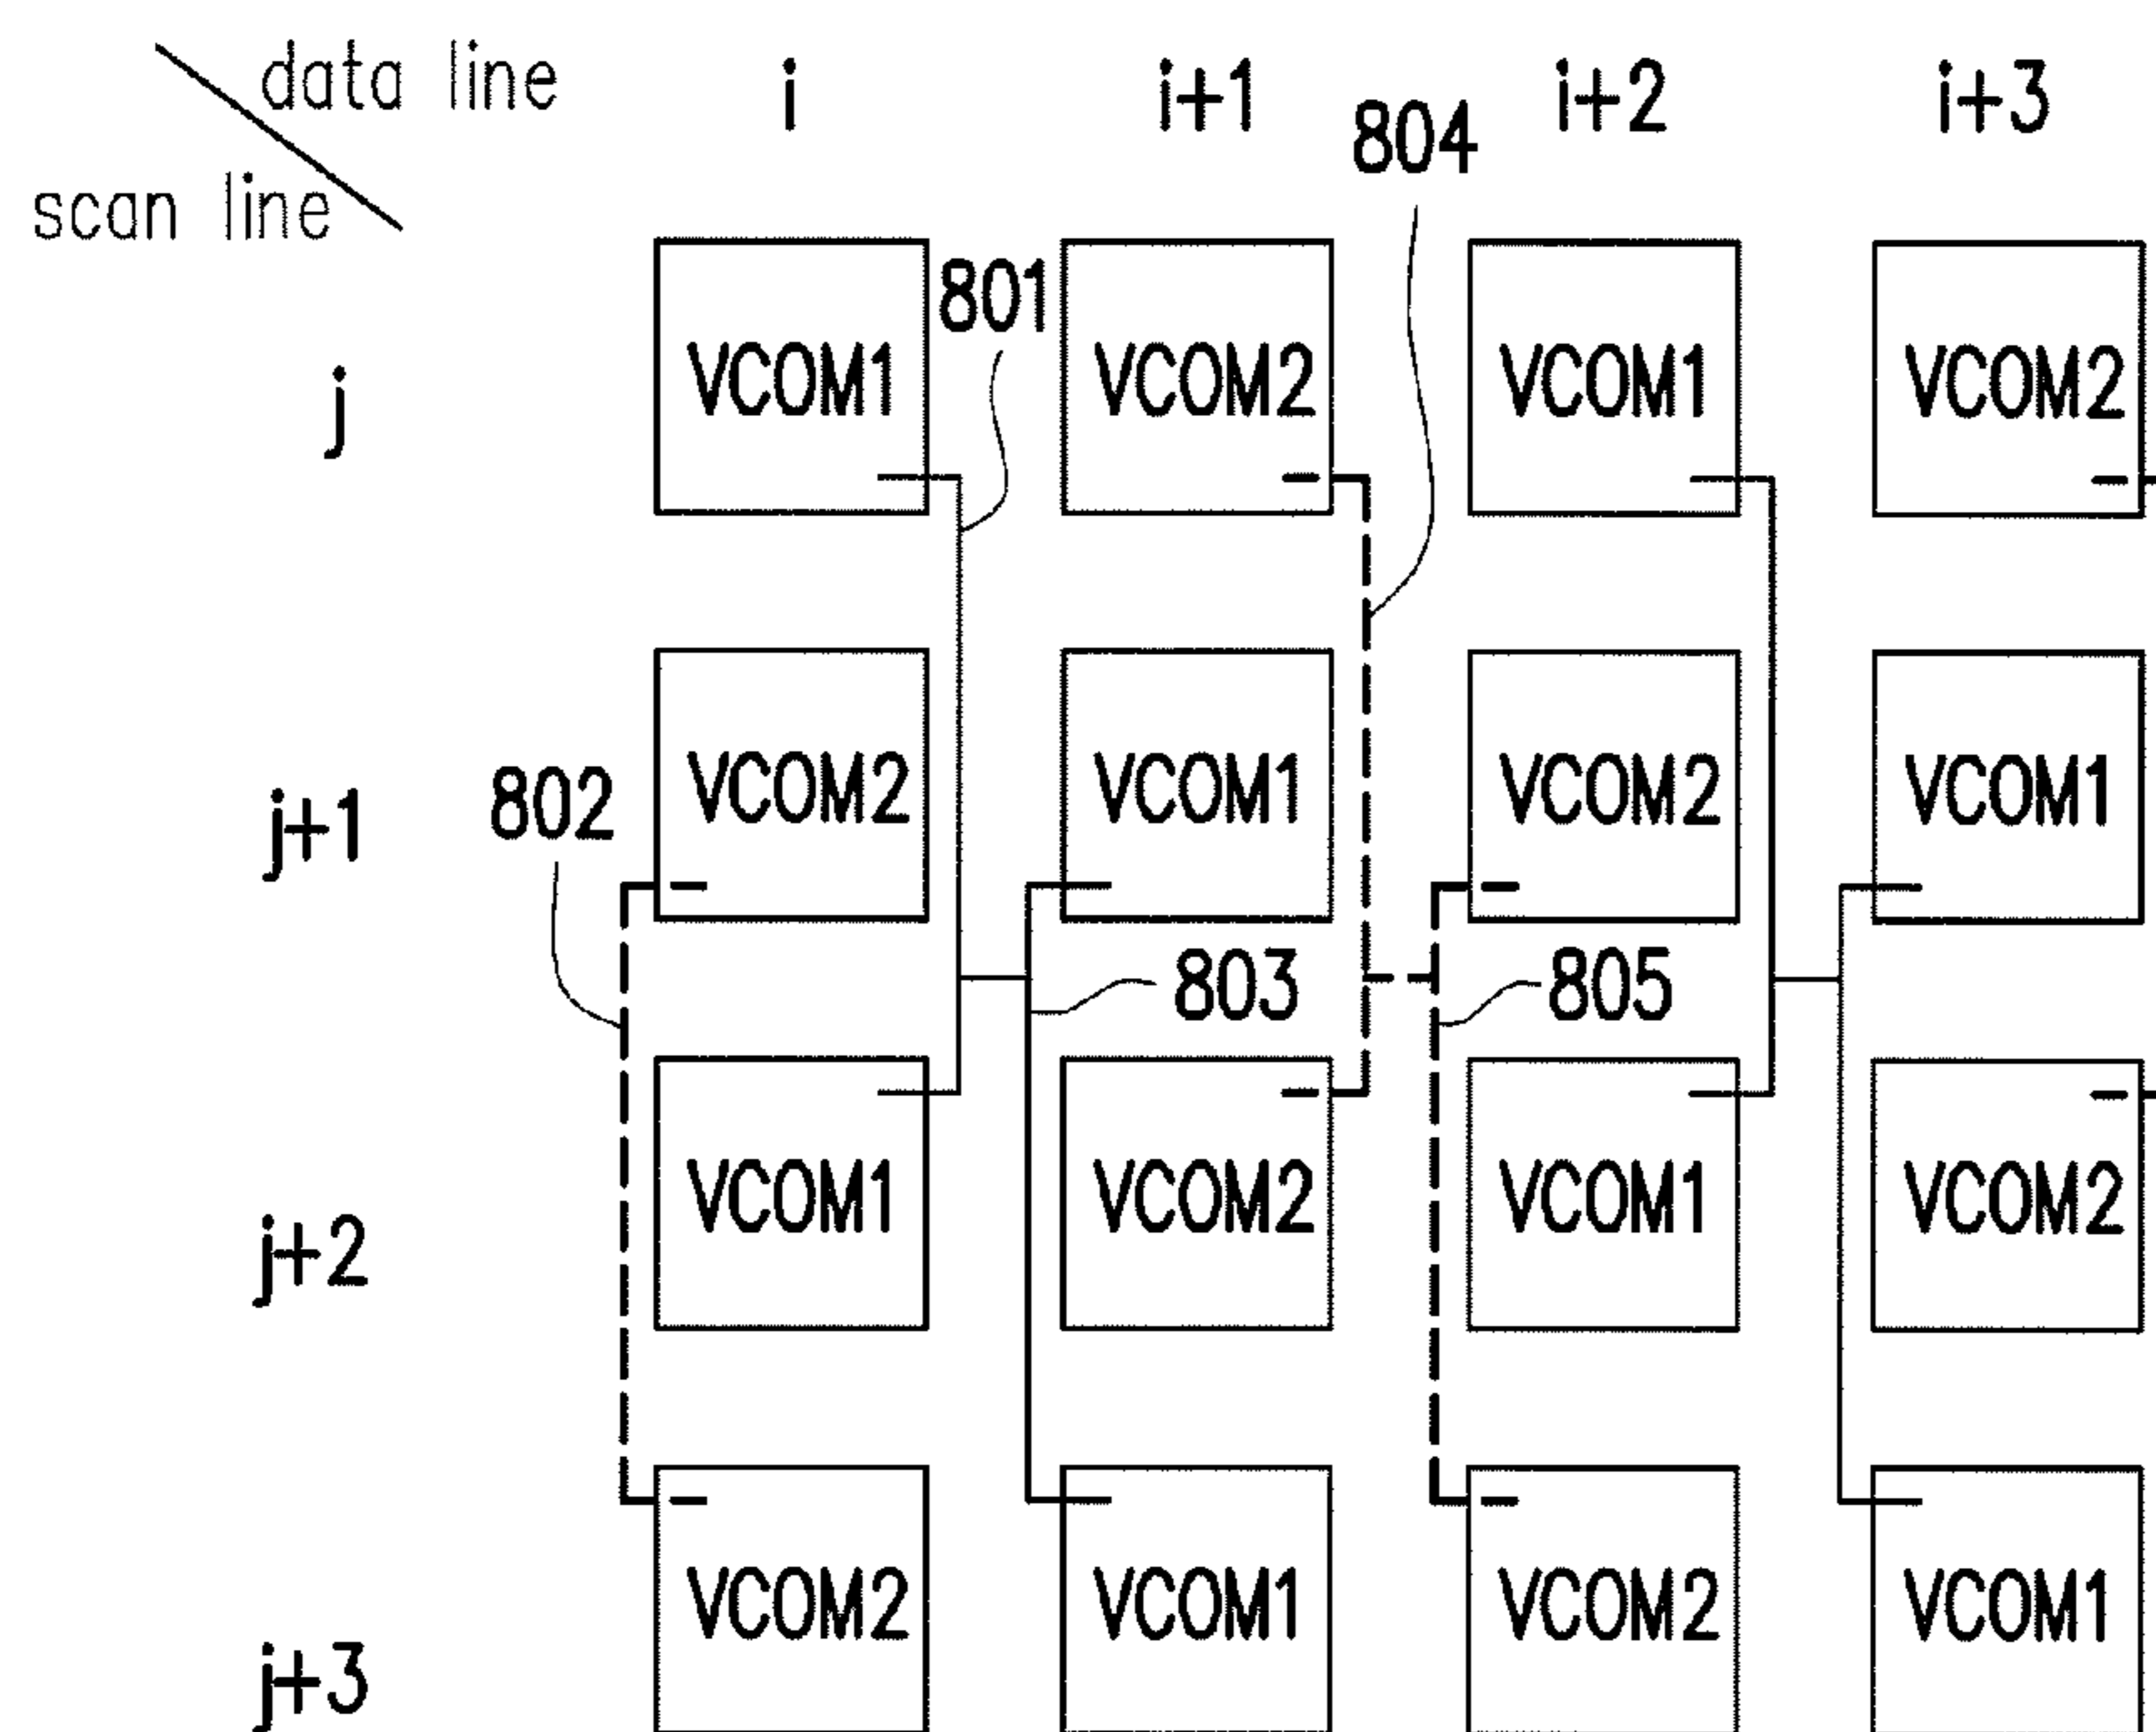 data line
scan line
i
i+1
i+2
i+3
804
801
j
VCOM1
VCOM2
VCOM1
VCOM2
j+1
802
VCOM2
VCOM1
VCOM2
VCOM1
803
805
j+2
VCOM1
VCOM2
VCOM1
VCOM2
j+3
VCOM2
VCOM1
VCOM2
VCOM1